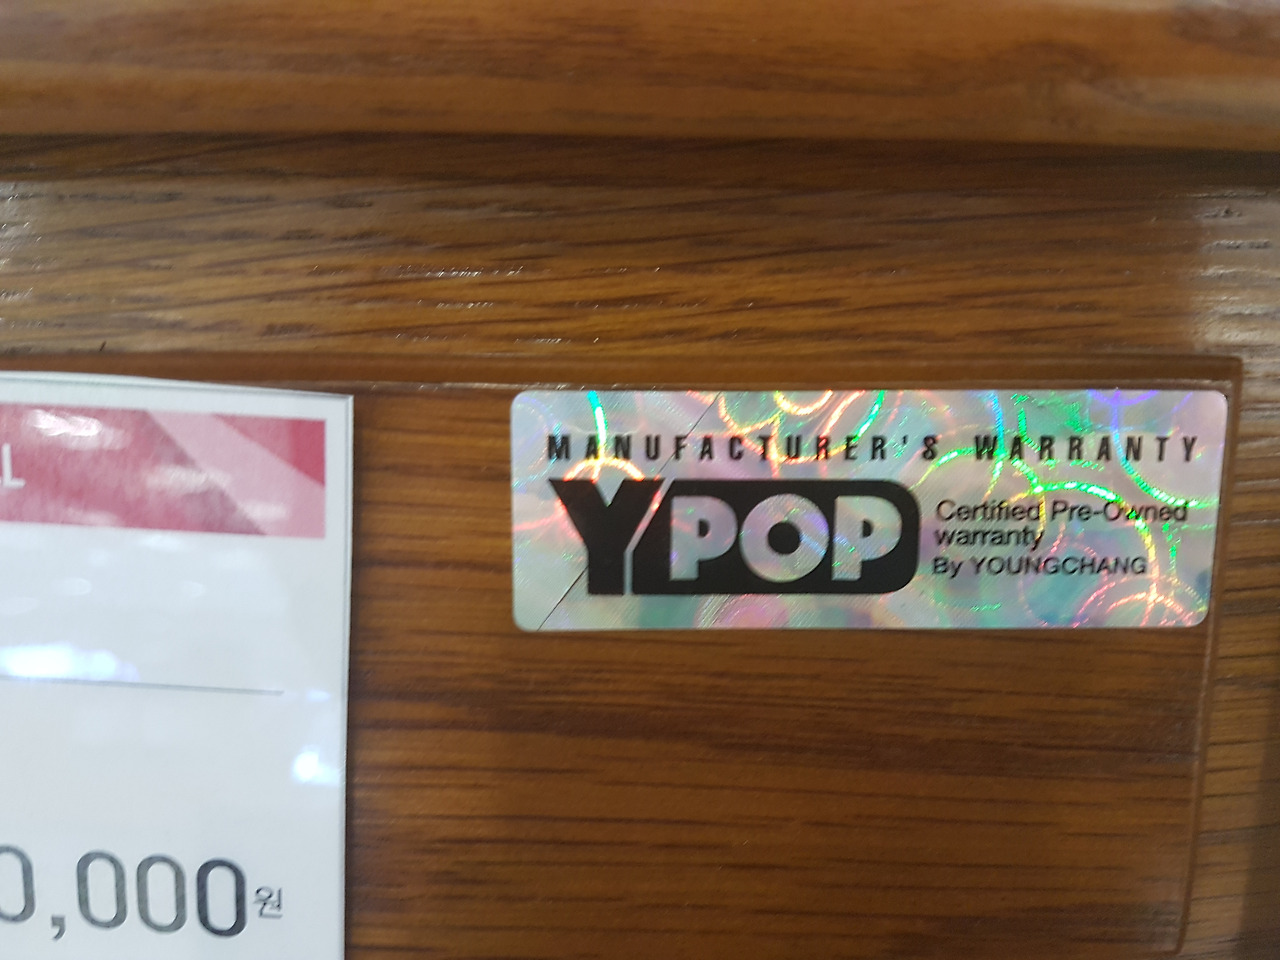 L
0,000원
MANUFACTURER'S WARRANTY
YPOP
Certified Pre-Owned
warranty
By YOUNGCHANG